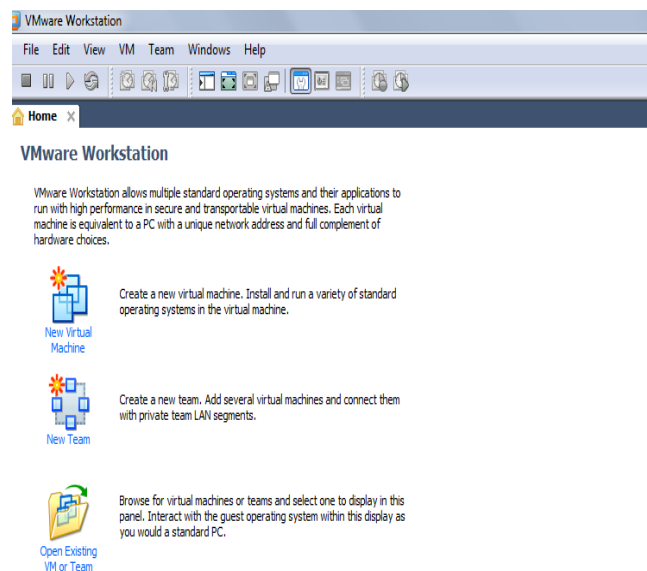 VMware Workstation
File Edit View VM Team Windows Help
Home
VMware Workstation
VMware Workstation allows multiple standard operating systems and their applications to
run with high performance in secure and transportable virtual machines. Each virtual
machine is equivalent to a PC with a unique network address and full complement of
hardware choices.
New Virtual
Machine
Create a new virtual machine. Install and run a variety of standard
operating systems in the virtual machine.
New Team
Create a new team. Add several virtual machines and connect them
with private team LAN segments.
Open Existing
VM or Team
Browse for virtual machines or teams and select one to display in this
panel. Interact with the guest operating system within this display as
you would a standard PC.